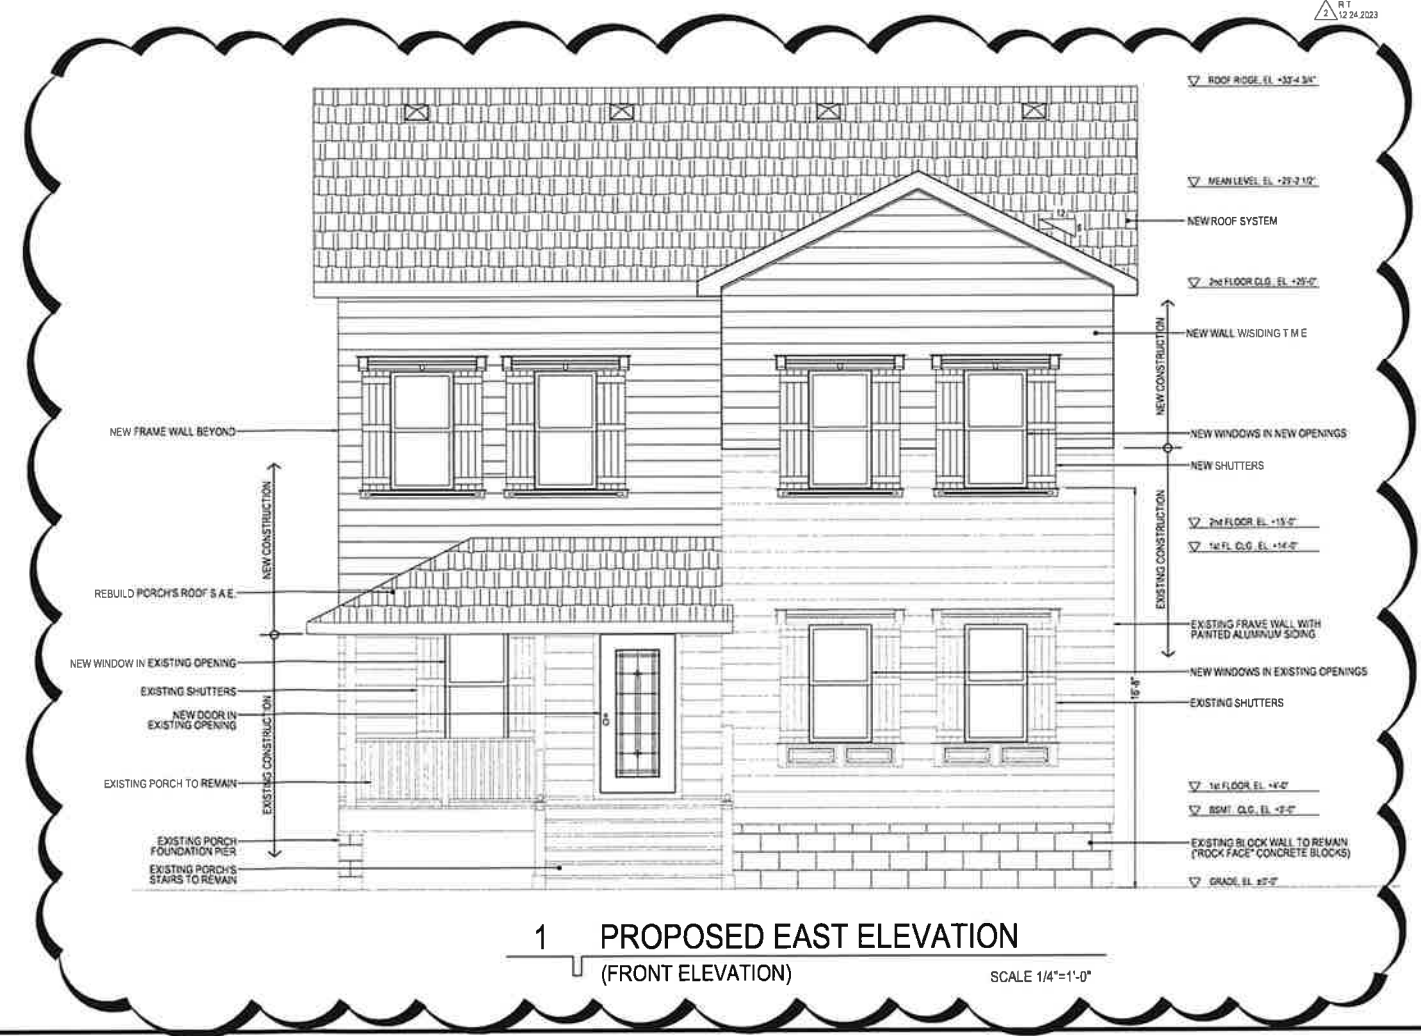 R T
2 12.24.2023
ROOF RIDGE, EL. +33'-4 3/4"
MEAN LEVEL, EL. +29'-2 1/2"
NEW ROOF SYSTEM
12
2nd FLOOR CLG., EL. +25'-0"
NEW WALL W/SIDING T M E
NEW CONSTRUCTION
NEW FRAME WALL BEYOND
NEW WINDOWS IN NEW OPENINGS
NEW SHUTTERS
NEW CONSTRUCTION
EXISTING CONSTRUCTION
2nd FLOOR, EL. +15'-0"
1st FL. CLG., EL. +14'-0"
REBUILD PORCH'S ROOF S.A.E.
EXISTING FRAME WALL WITH
PAINTED ALUMINUM SIDING
NEW WINDOW IN EXISTING OPENING
NEW WINDOWS IN EXISTING OPENINGS
16'-8"
EXISTING SHUTTERS
EXISTING SHUTTERS
NEW DOOR IN
EXISTING OPENING
EXISTING CONSTRUCTION
EXISTING PORCH TO REMAIN
1st FLOOR, EL. +4'-0"
BSMT. CLG., EL. +3'-0"
EXISTING PORCH
FOUNDATION PIER
EXISTING BLOCK WALL TO REMAIN
("ROCK FACE" CONCRETE BLOCKS)
EXISTING PORCH'S
STAIRS TO REMAIN
GRADE, EL. ±0'-0"
1 PROPOSED EAST ELEVATION
(FRONT ELEVATION)
SCALE 1/4"=1'-0"